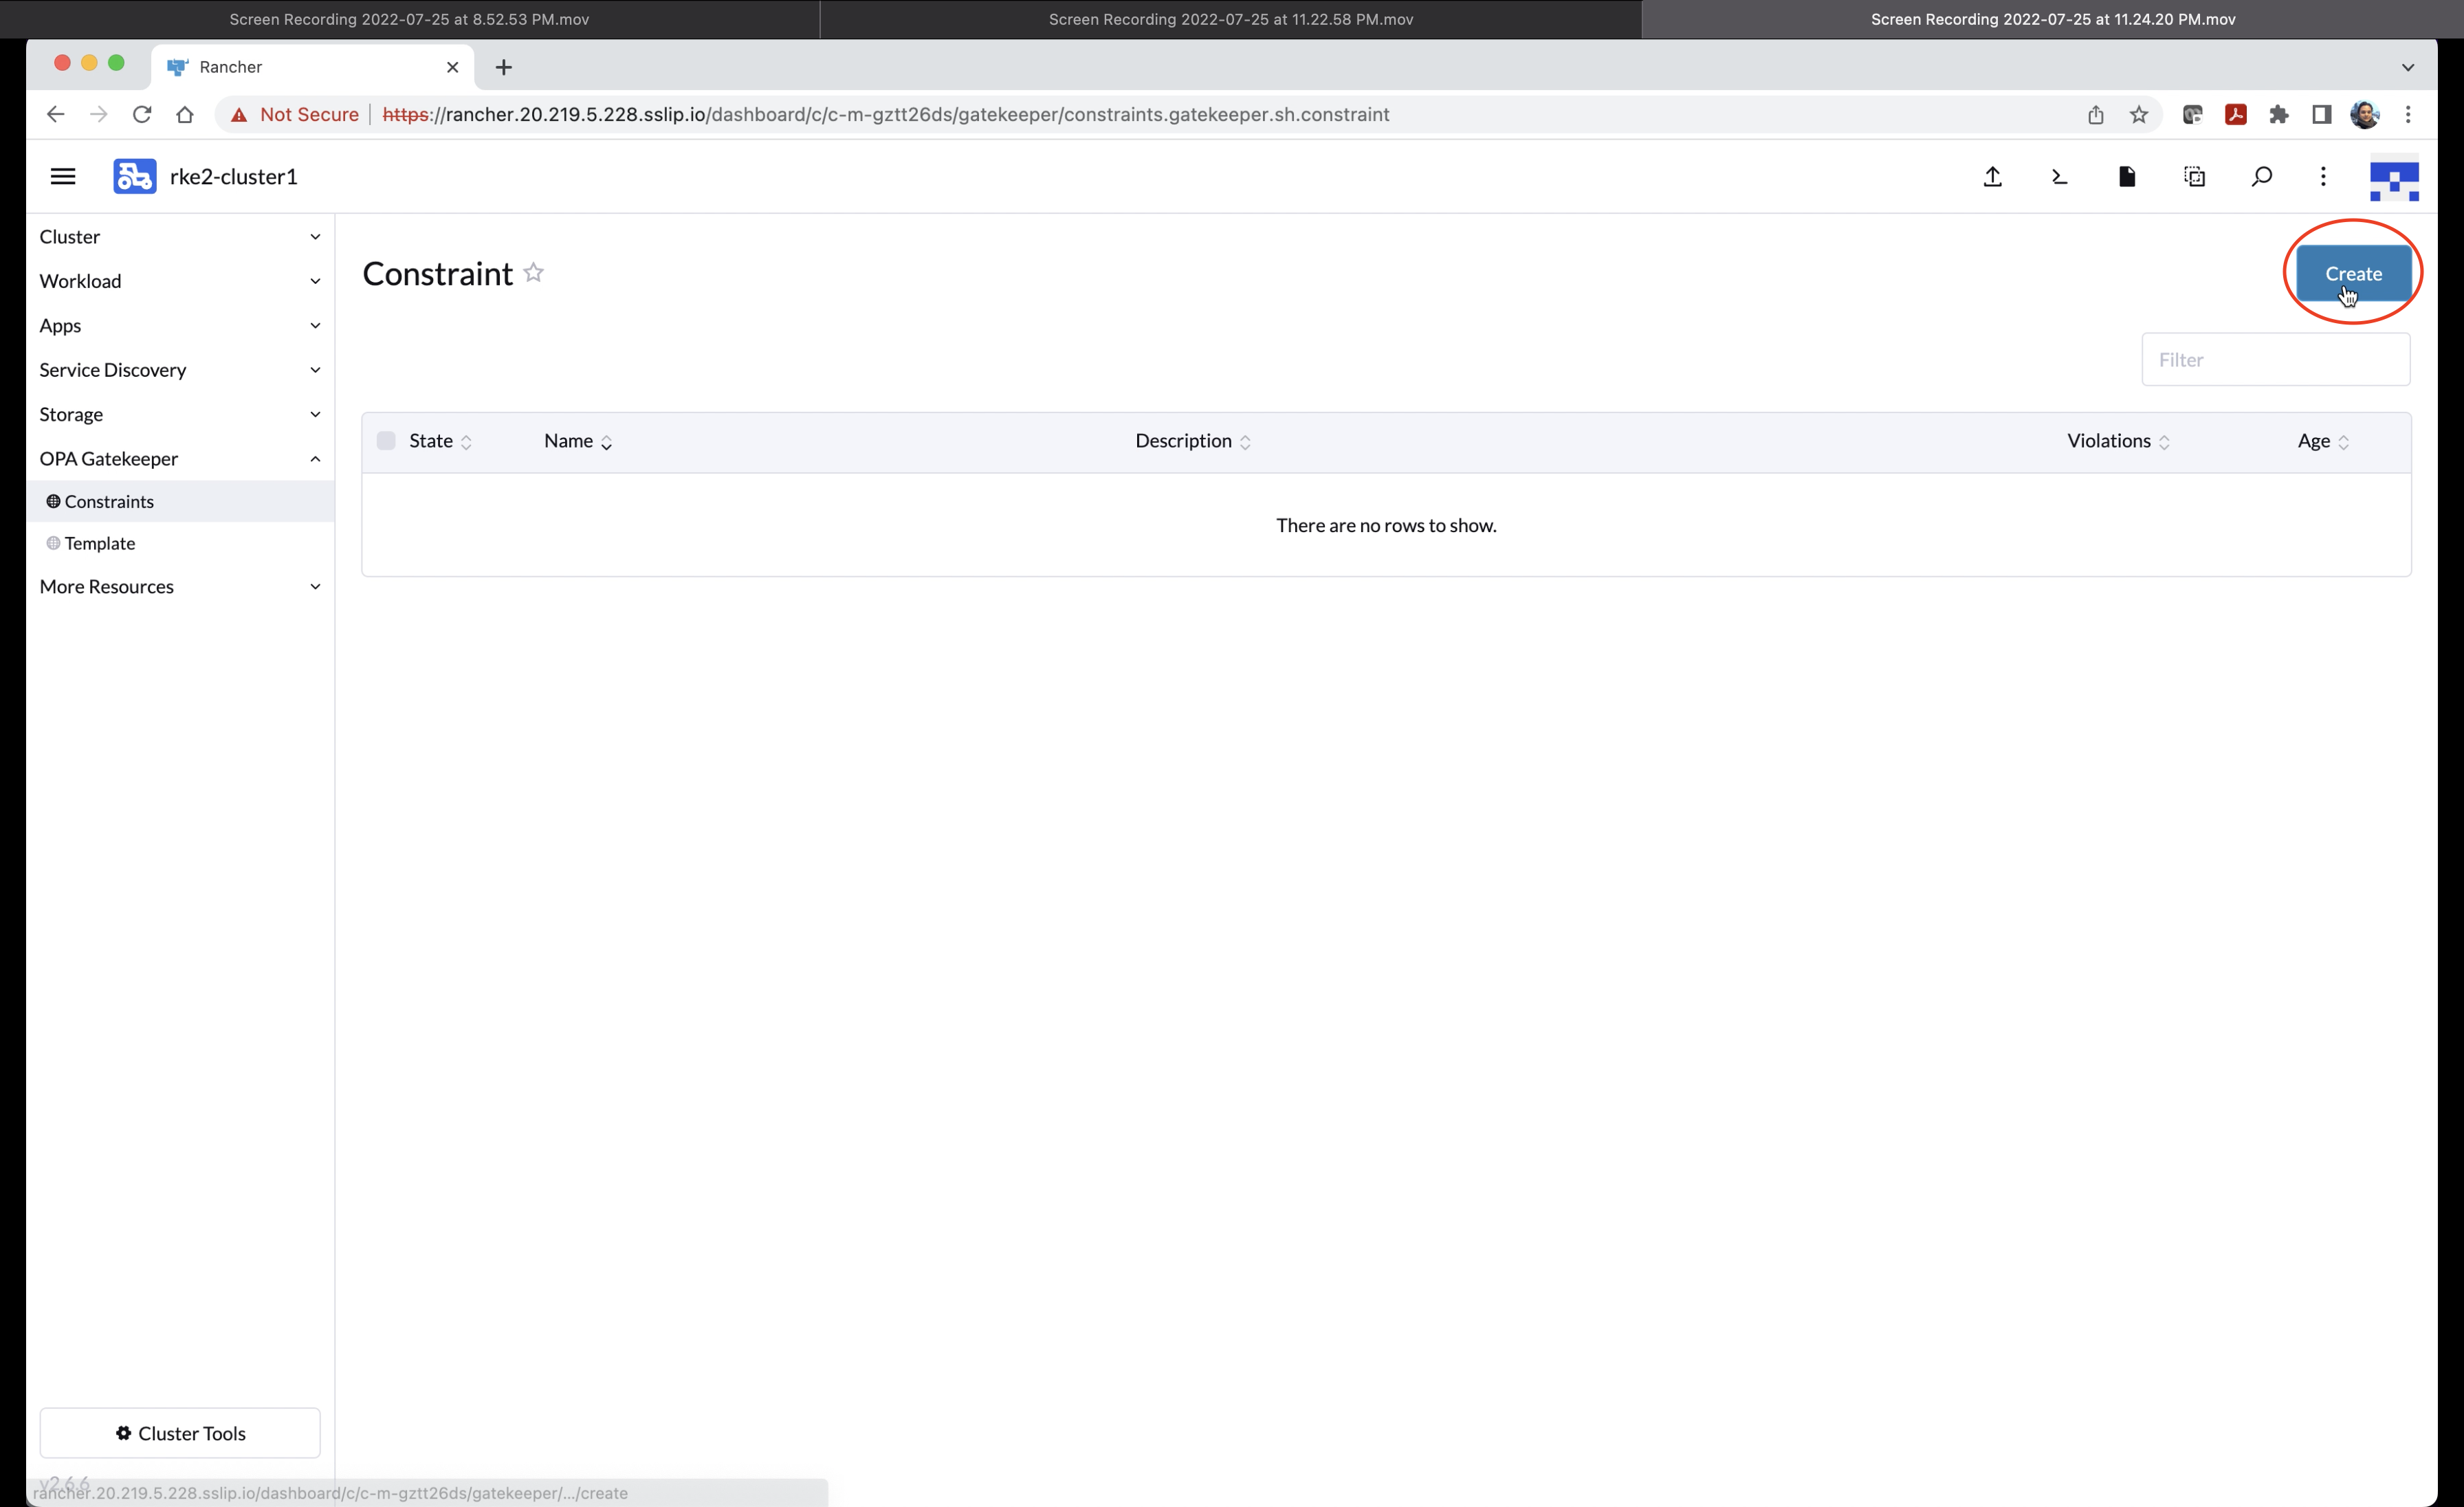 Screen Recording 2022-07-25 at 8.52.53 PM.mov
Screen Recording 2022-07-25 at 11.22.58 PM.mov
Screen Recording 2022-07-25 at 11.24.20 PM.mov
Rancher
Not Secure | https://rancher.20.219.5.228.sslip.io/dashboard/c/c-m-gztt26ds/gatekeeper/constraints.gatekeeper.sh.constraint
rke2-cluster1
Cluster
Workload
Apps
Service Discovery
Storage
OPA Gatekeeper
Constraints
Template
More Resources
Cluster Tools
v2.6.6
Constraint
Create
Filter
State Name Description Violations Age
There are no rows to show.
rancher.20.219.5.228.sslip.io/dashboard/c/c-m-gztt26ds/gatekeeper/.../create